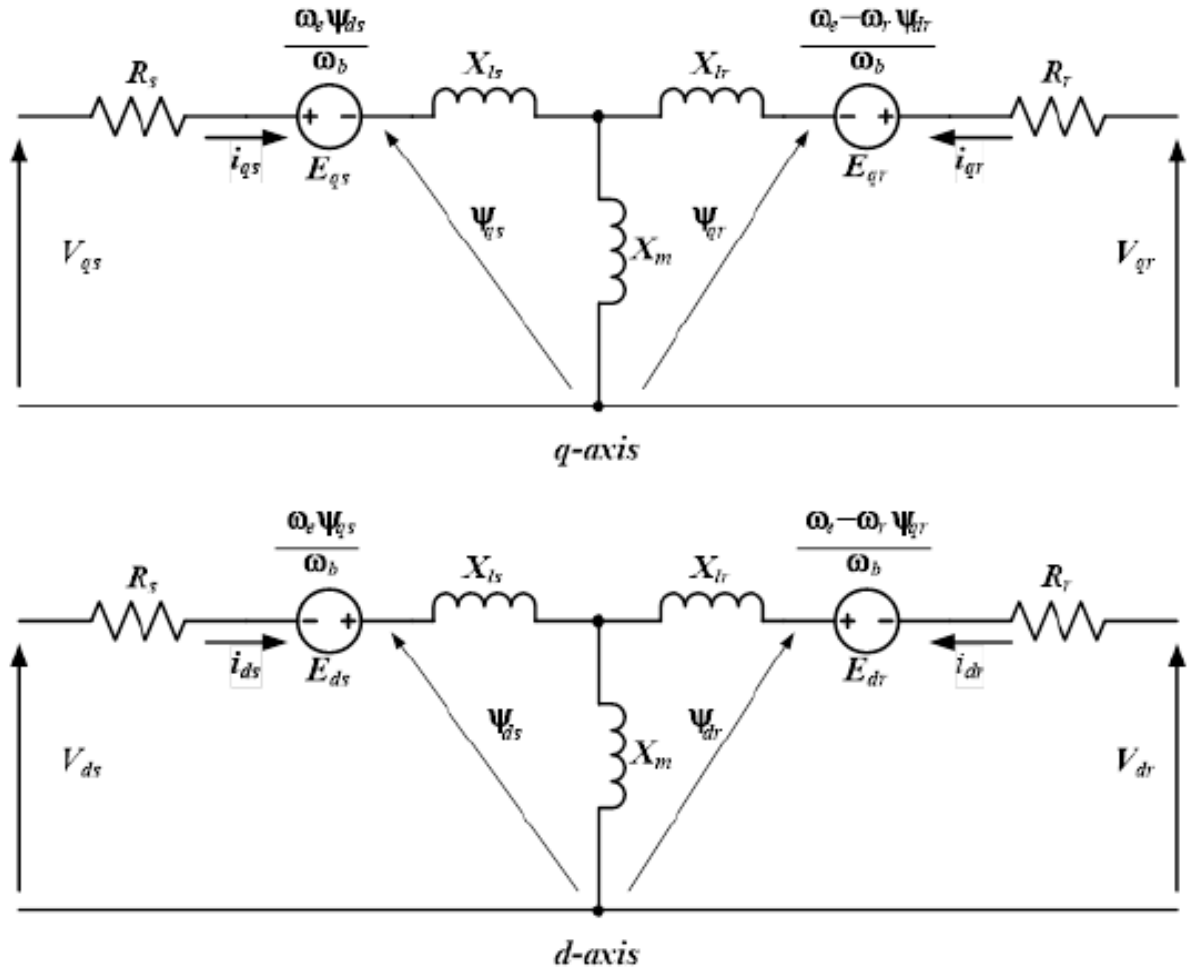 ωₑψds
ωb
ωₑ−ωᵣ ψdr
ωb
Rs
Xls
Xlr
Rr
+ -
- +
iqs
Eqs
Eqr
iqr
ψqs
ψqr
Vqs
Xm
Vqr
q-axis
ωₑψqs
ωb
ωₑ−ωᵣ ψqr
ωb
Rs
Xls
Xlr
Rr
- +
+ -
ids
Eds
Edr
idr
ψds
ψdr
Vds
Xm
Vdr
d-axis